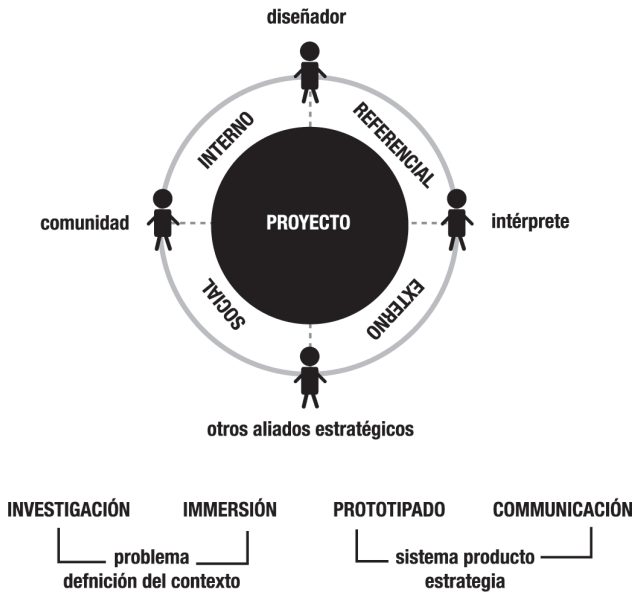 diseñador
INTERNO
REFERENCIAL
comunidad
PROYECTO
intérprete
SOCIAL
EXTERNO
otros aliados estratégicos
INVESTIGACIÓN
IMMERSIÓN
PROTOTIPADO
COMMUNICACIÓN
problema
defnición del contexto
sistema producto
estrategia